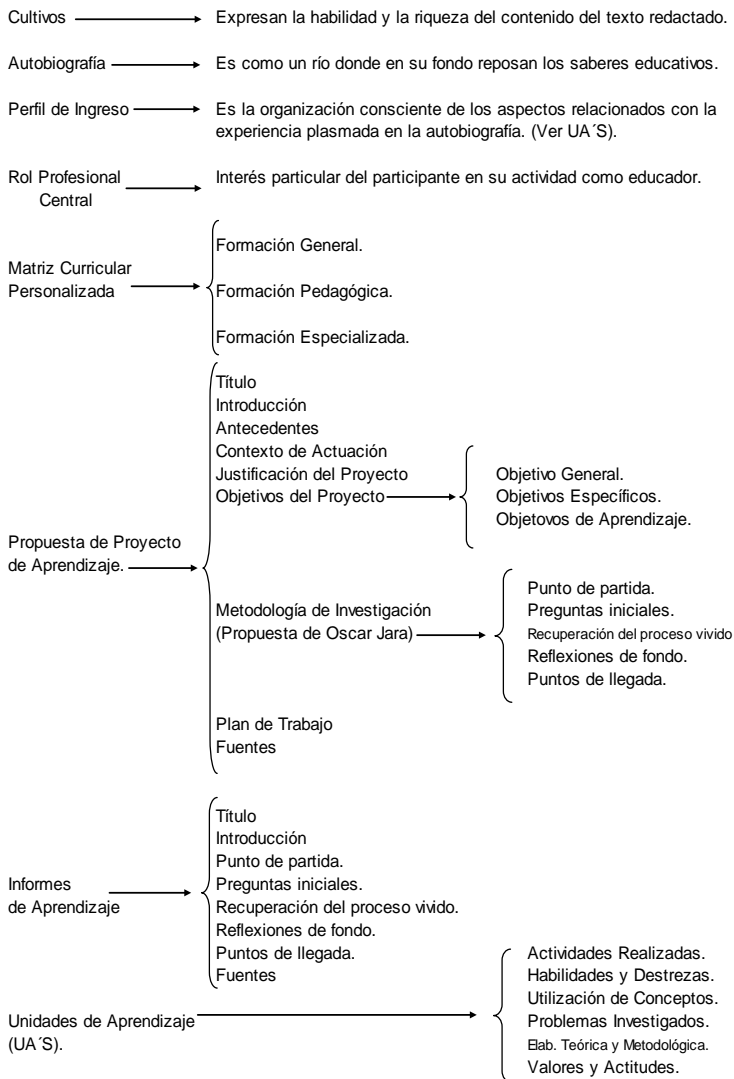 Cultivos
Expresan la habilidad y la riqueza del contenido del texto redactado.
Autobiografía
Es como un río donde en su fondo reposan los saberes educativos.
Perfil de Ingreso
Es la organización consciente de los aspectos relacionados con la
experiencia plasmada en la autobiografía. (Ver UA´S).
Rol Profesional
Central
Interés particular del participante en su actividad como educador.
Matriz Curricular
Personalizada
Formación General.
Formación Pedagógica.
Formación Especializada.
Propuesta de Proyecto
de Aprendizaje.
Título
Introducción
Antecedentes
Contexto de Actuación
Justificación del Proyecto
Objetivos del Proyecto
Objetivo General.
Objetivos Específicos.
Objetovos de Aprendizaje.
Metodología de Investigación
(Propuesta de Oscar Jara)
Punto de partida.
Preguntas iniciales.
Recuperación del proceso vivido
Reflexiones de fondo.
Puntos de llegada.
Plan de Trabajo
Fuentes
Informes
de Aprendizaje
Título
Introducción
Punto de partida.
Preguntas iniciales.
Recuperación del proceso vivido.
Reflexiones de fondo.
Puntos de llegada.
Fuentes
Unidades de Aprendizaje
(UA´S).
Actividades Realizadas.
Habilidades y Destrezas.
Utilización de Conceptos.
Problemas Investigados.
Elab. Teórica y Metodológica.
Valores y Actitudes.